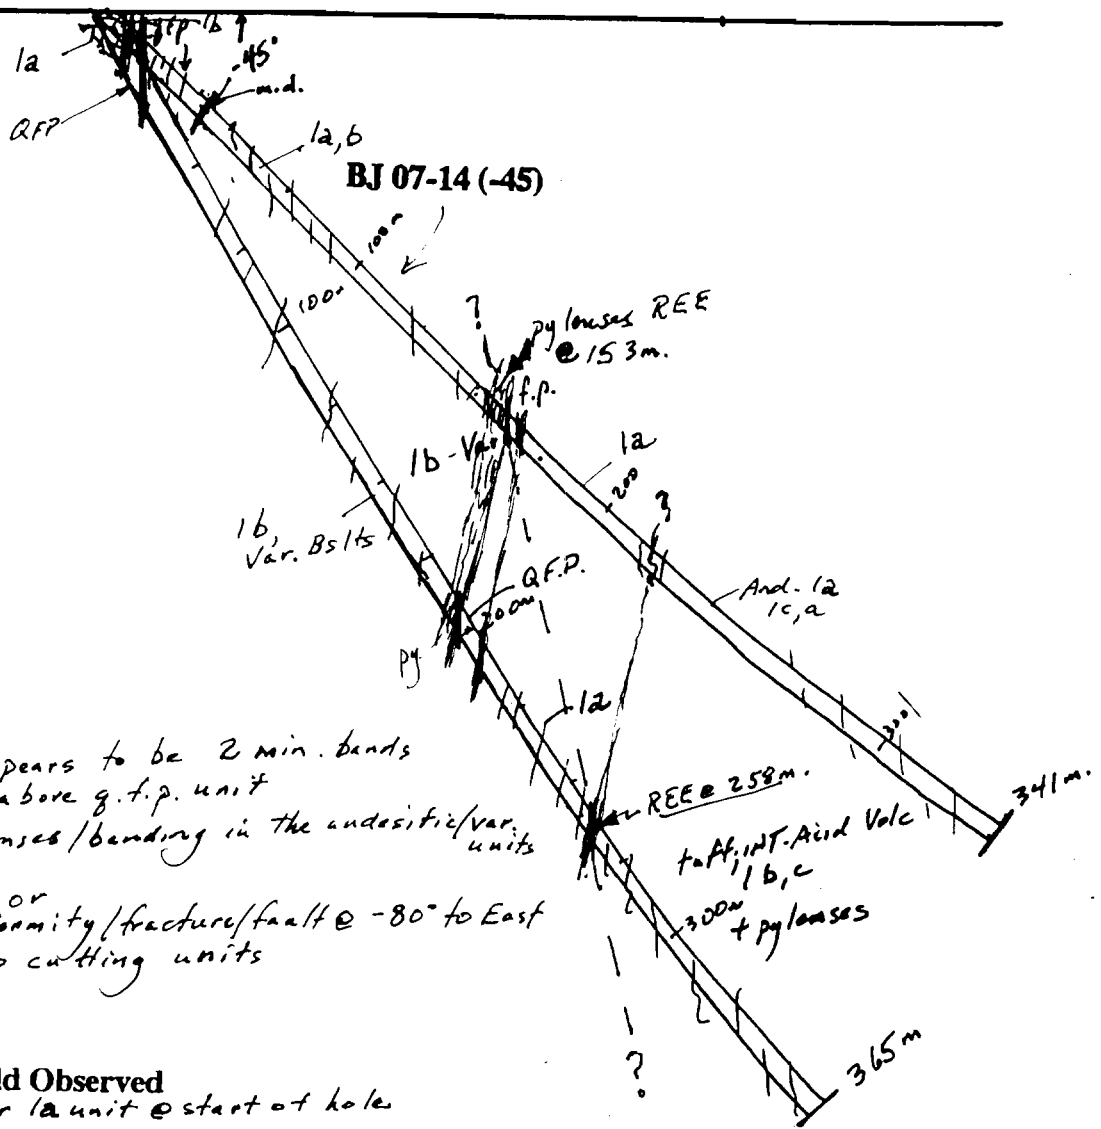 1a
QFP
1b
-45°
m.d.
1a,b
BJ 07-14 (-45)
100m
100m
?
py lenses REE
@ 153m.
f.p.
1b-Var
1a
200
?
1b,
Var. Bslts
Q.F.P.
200m
py
And. 1a
1c,a
1a
300
341m.
pears to be 2 min. bands
above q.f.p. unit
nses/banding in the andesitic/var.
units
or
ormity/fracture/fault @ -80° to East
o cutting units
REE @ 258m.
tuff, INT-Acid Volc
1b,c
300m
+ py lenses
365m
?
ld Observed
r 1a unit @ start of hole